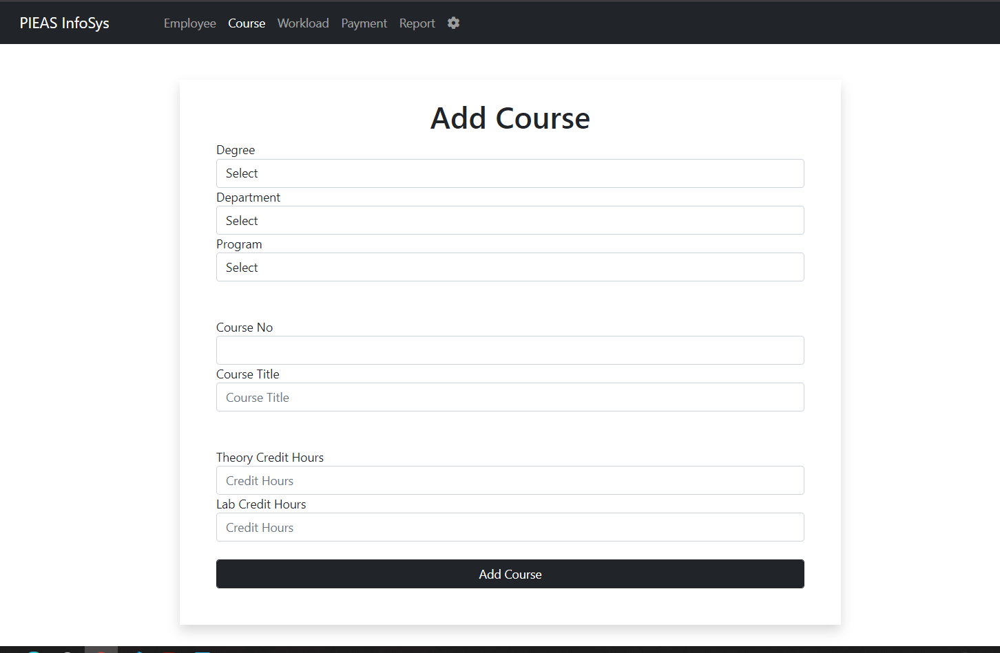 PIEAS InfoSys Employee Course Workload Payment Report
Add Course
Degree
Select
Department
Select
Program
Select
Course No
Course Title
Course Title
Theory Credit Hours
Credit Hours
Lab Credit Hours
Credit Hours
Add Course